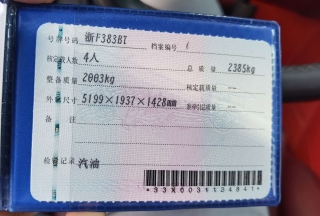 号牌号码 浙F383BT 档案编号
核定载人数 4人 总质量 2385kg
整备质量 2003kg 核定载质量
外廓尺寸 5199×1937×1428mm 准牵引总质量
备注
检验记录 汽油